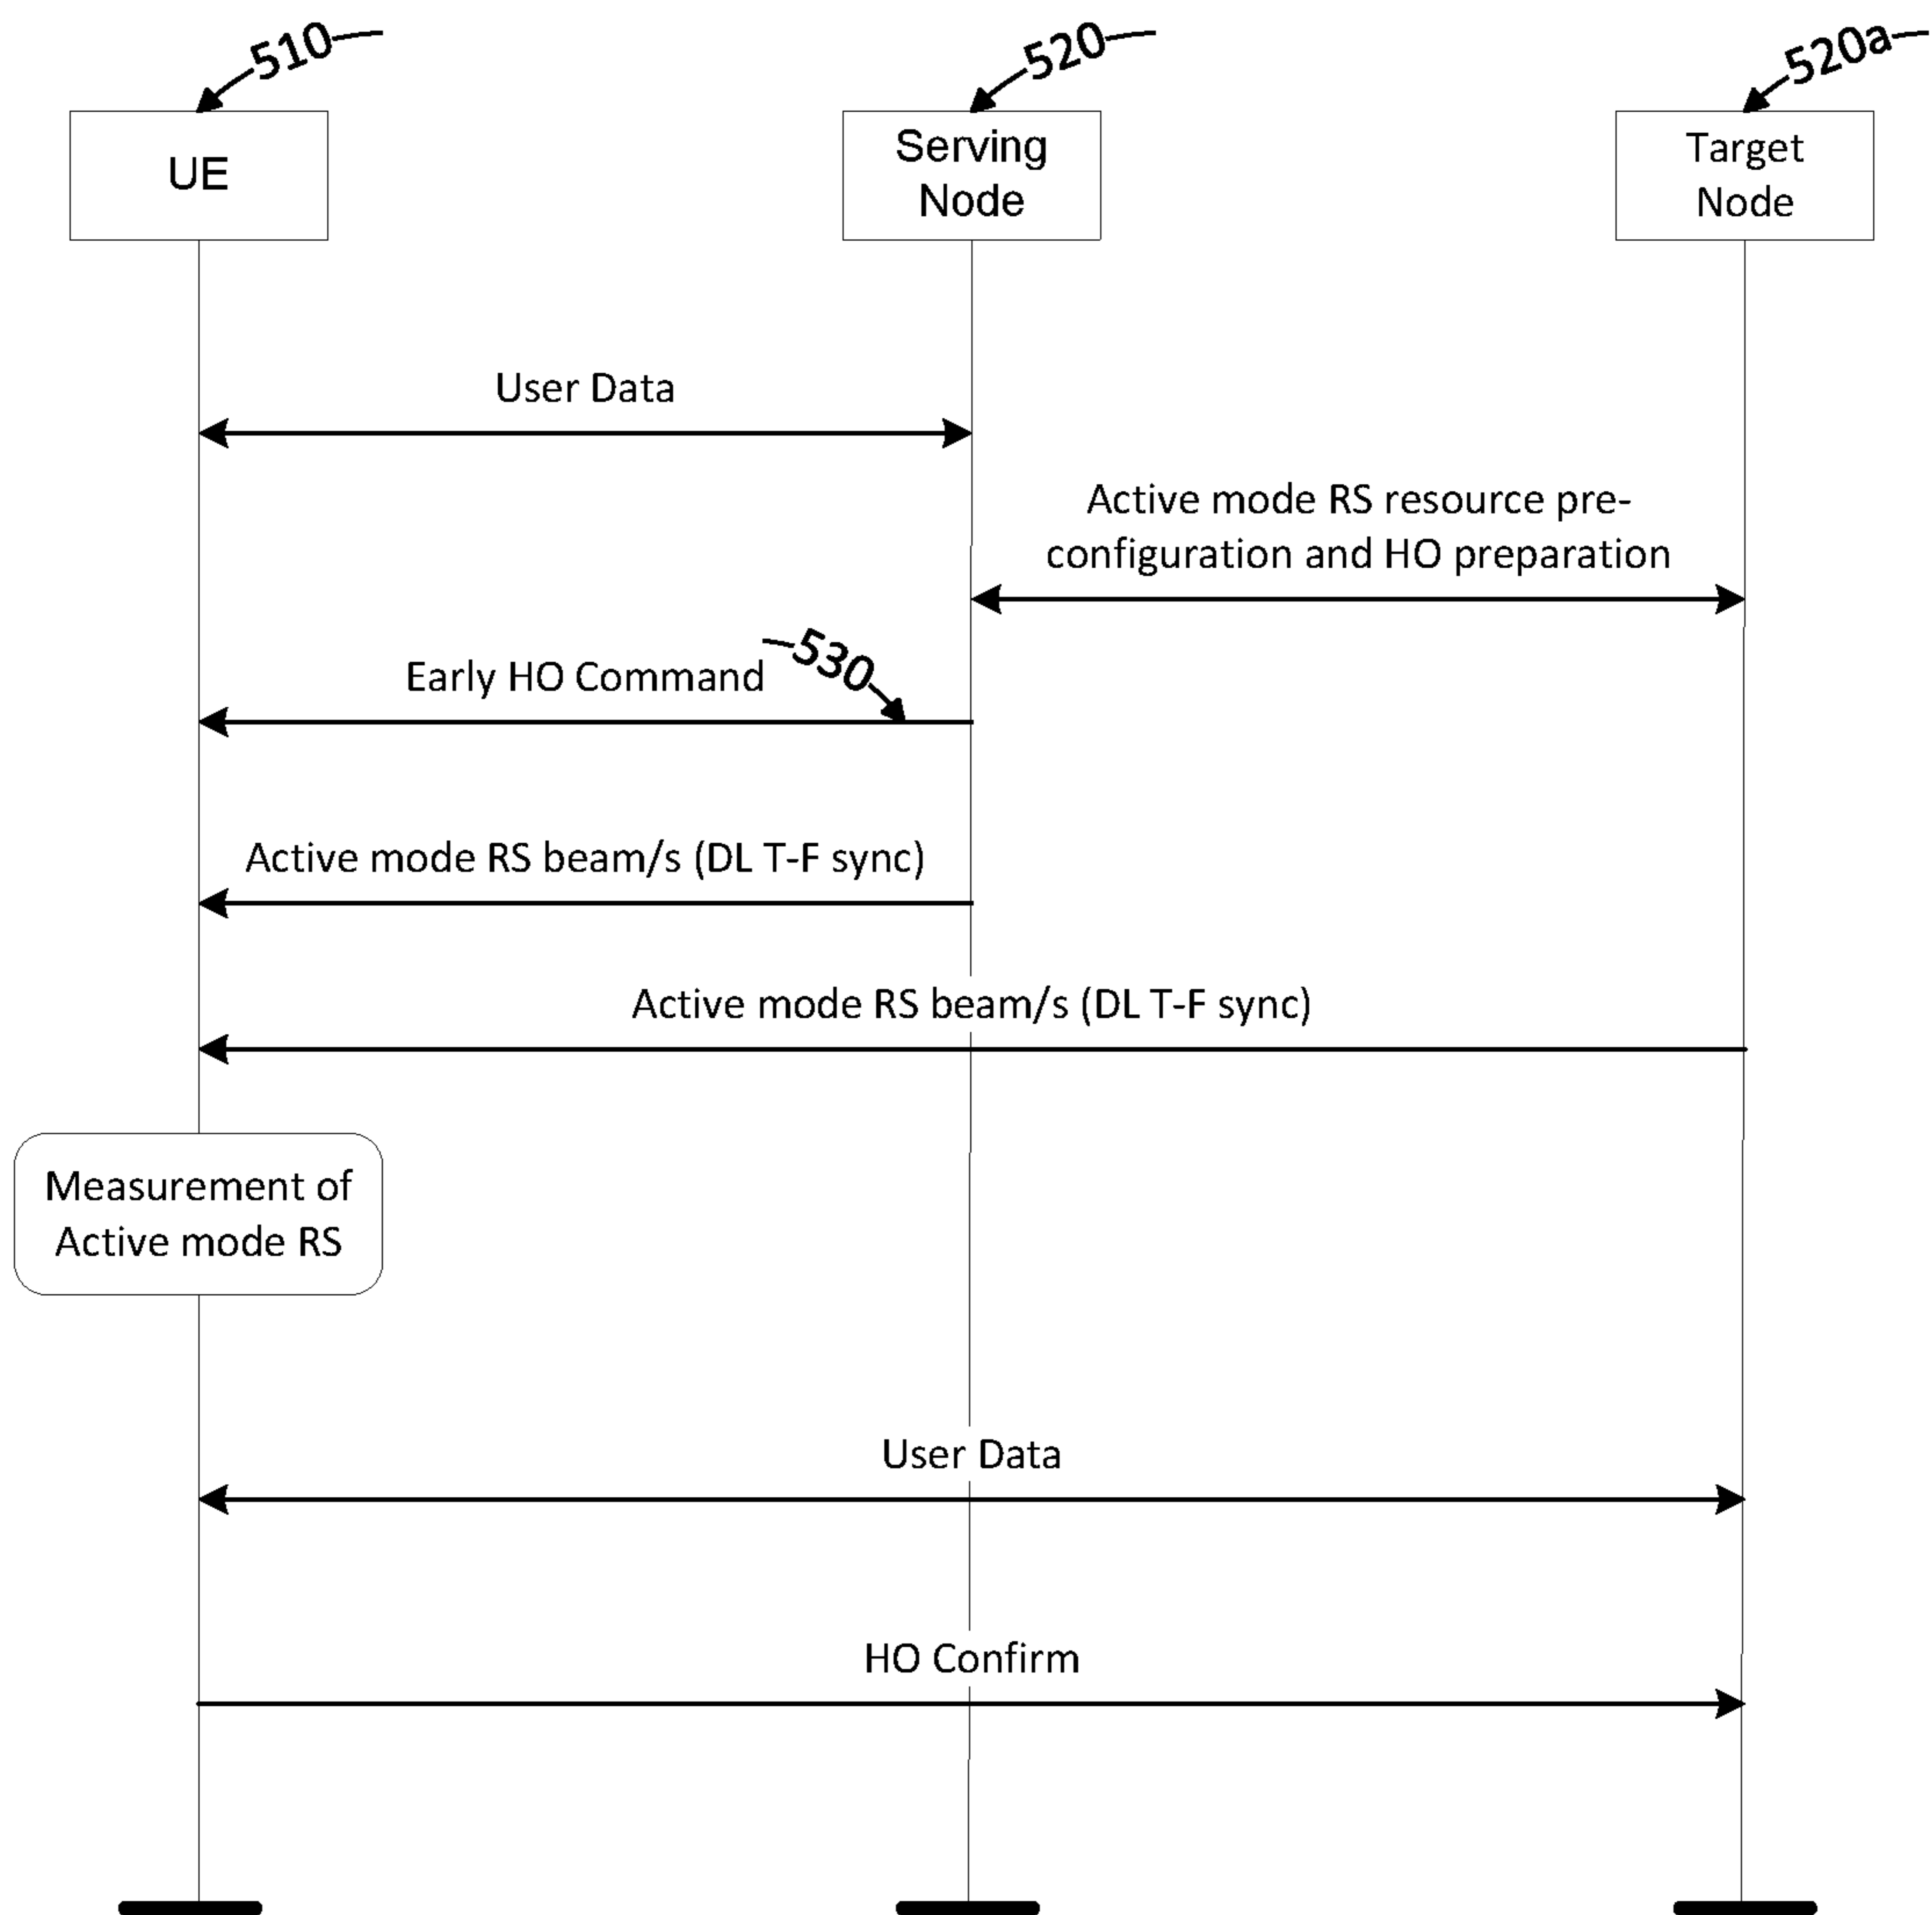 510
520
520a
UE
Serving
Node
Target
Node
User Data
Active mode RS resource pre-
configuration and HO preparation
530
Early HO Command
Active mode RS beam/s (DL T-F sync)
Active mode RS beam/s (DL T-F sync)
Measurement of
Active mode RS
User Data
HO Confirm